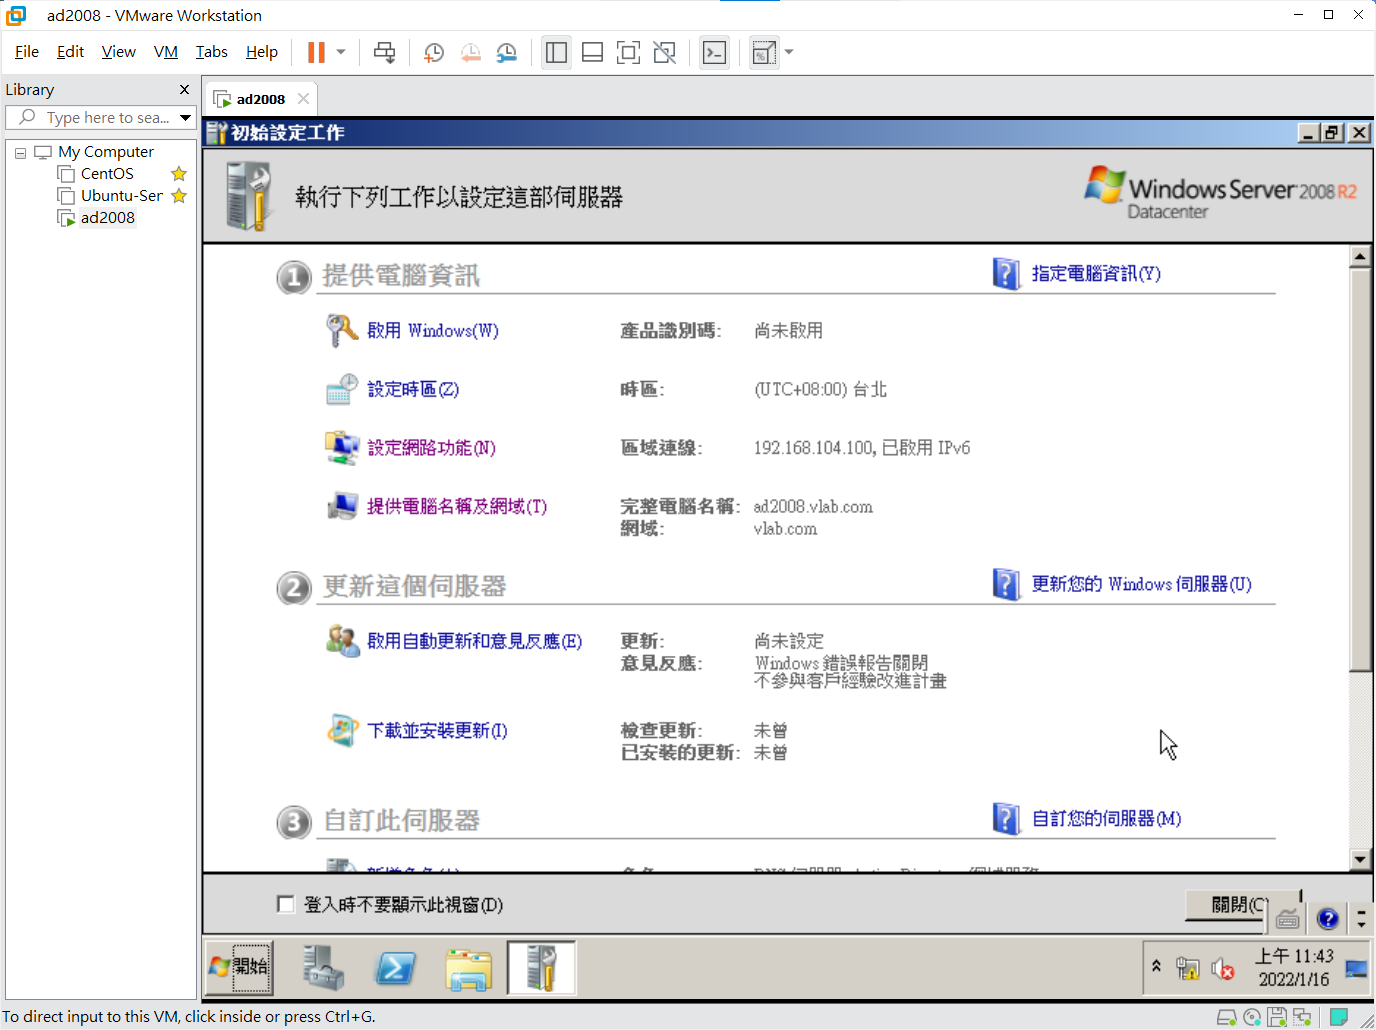 ad2008 - VMware Workstation
File Edit View VM Tabs Help
Library
ad2008
Type here to sea...
My Computer
CentOS
Ubuntu-Ser
ad2008
初始設定工作
執行下列工作以設定這部伺服器
Windows Server 2008 R2
Datacenter
1 提供電腦資訊
指定電腦資訊(Y)
啟用 Windows(W)
產品識別碼: 尚未啟用
設定時區(Z)
時區: (UTC+08:00) 台北
設定網路功能(N)
區域連線: 192.168.104.100, 已啟用 IPv6
提供電腦名稱及網域(T)
完整電腦名稱: ad2008.vlab.com
網域: vlab.com
2 更新這個伺服器
更新您的 Windows 伺服器(U)
啟用自動更新和意見反應(E)
更新: 尚未設定
意見反應: Windows 錯誤報告關閉
不參與客戶經驗改進計畫
下載並安裝更新(I)
檢查更新: 未曾
已安裝的更新: 未曾
3 自訂此伺服器
自訂您的伺服器(M)
登入時不要顯示此視窗(D)
關閉(C)
開始
上午 11:43
2022/1/16
To direct input to this VM, click inside or press Ctrl+G.